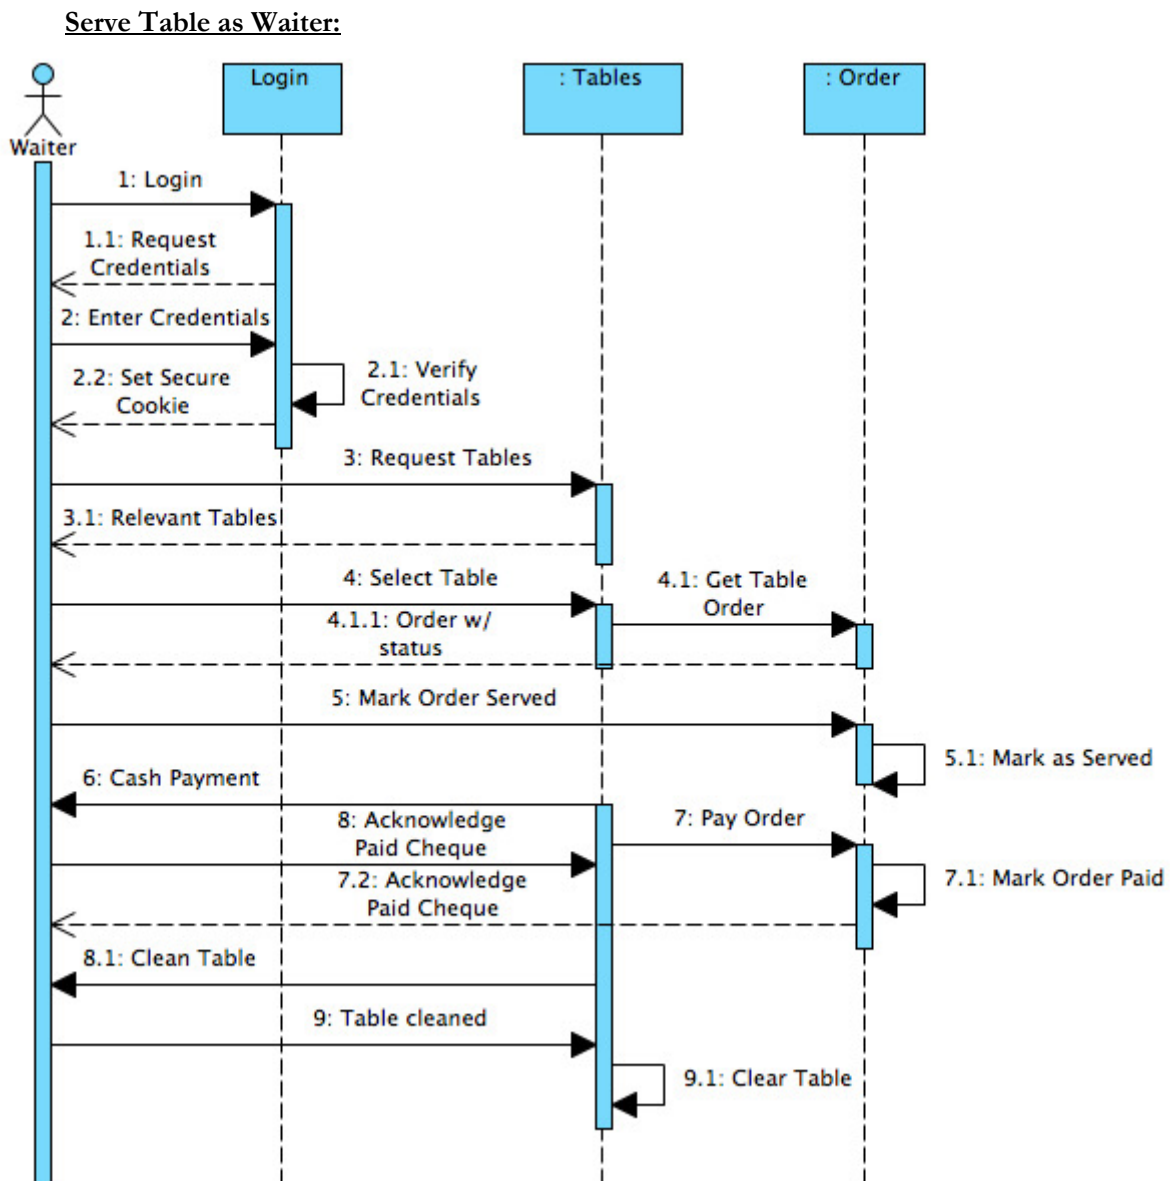 Serve Table as Waiter:
Login
: Tables
: Order
Waiter
1: Login
1.1: Request
Credentials
2: Enter Credentials
2.1: Verify
Credentials
2.2: Set Secure
Cookie
3: Request Tables
3.1: Relevant Tables
4: Select Table
4.1: Get Table
Order
4.1.1: Order w/
status
5: Mark Order Served
5.1: Mark as Served
6: Cash Payment
8: Acknowledge
Paid Cheque
7: Pay Order
7.2: Acknowledge
Paid Cheque
7.1: Mark Order Paid
8.1: Clean Table
9: Table cleaned
9.1: Clear Table